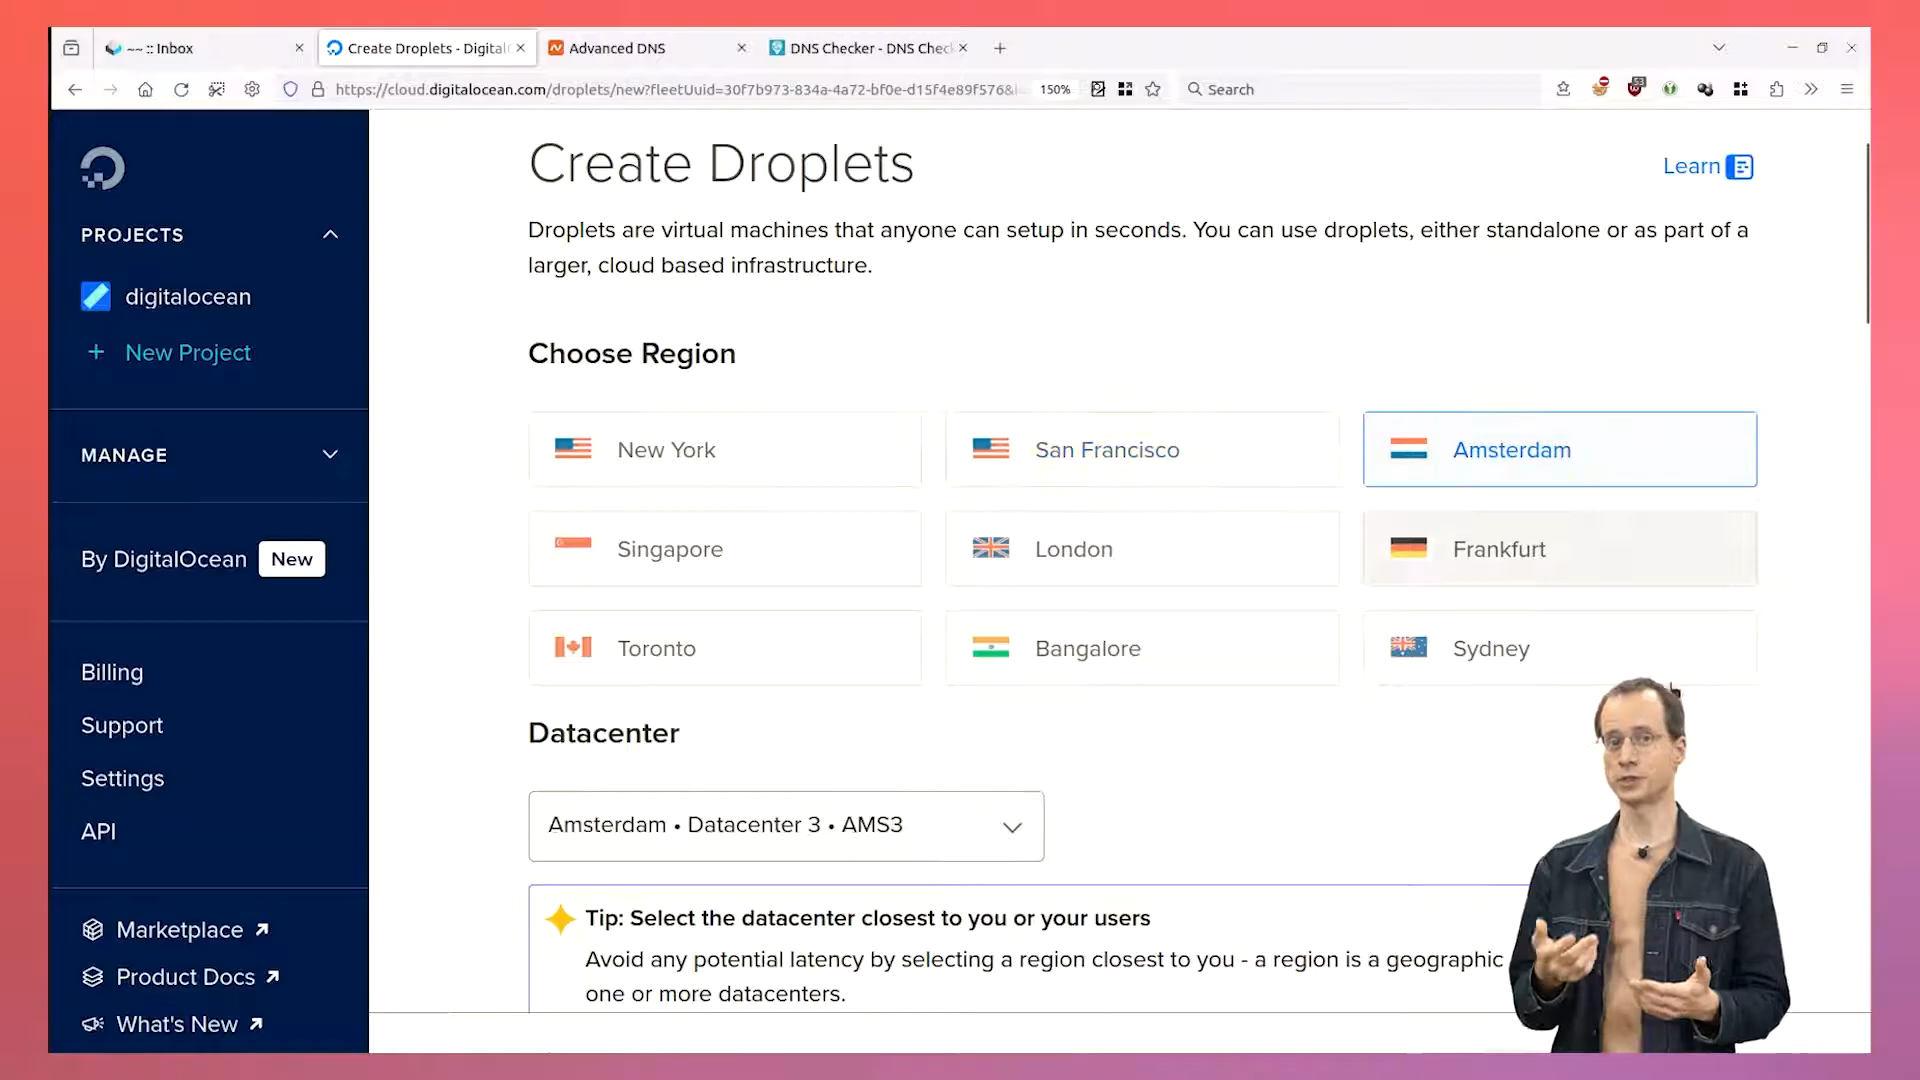 ~~ :: Inbox
Create Droplets - Digital
Advanced DNS
DNS Checker - DNS Chec
https://cloud.digitalocean.com/droplets/new?fleetUuid=30f7b973-834a-4a72-bf0e-d15f4e89f576&i
150%
Search
53
PROJECTS
digitalocean
+ New Project
MANAGE
By DigitalOcean New
Billing
Support
Settings
API
Marketplace
Product Docs
What's New
Create Droplets
Learn
Droplets are virtual machines that anyone can setup in seconds. You can use droplets, either standalone or as part of a
larger, cloud based infrastructure.
Choose Region
New York
San Francisco
Amsterdam
Singapore
London
Frankfurt
Toronto
Bangalore
Sydney
Datacenter
Amsterdam • Datacenter 3 • AMS3
Tip: Select the datacenter closest to you or your users
Avoid any potential latency by selecting a region closest to you - a region is a geographic
one or more datacenters.